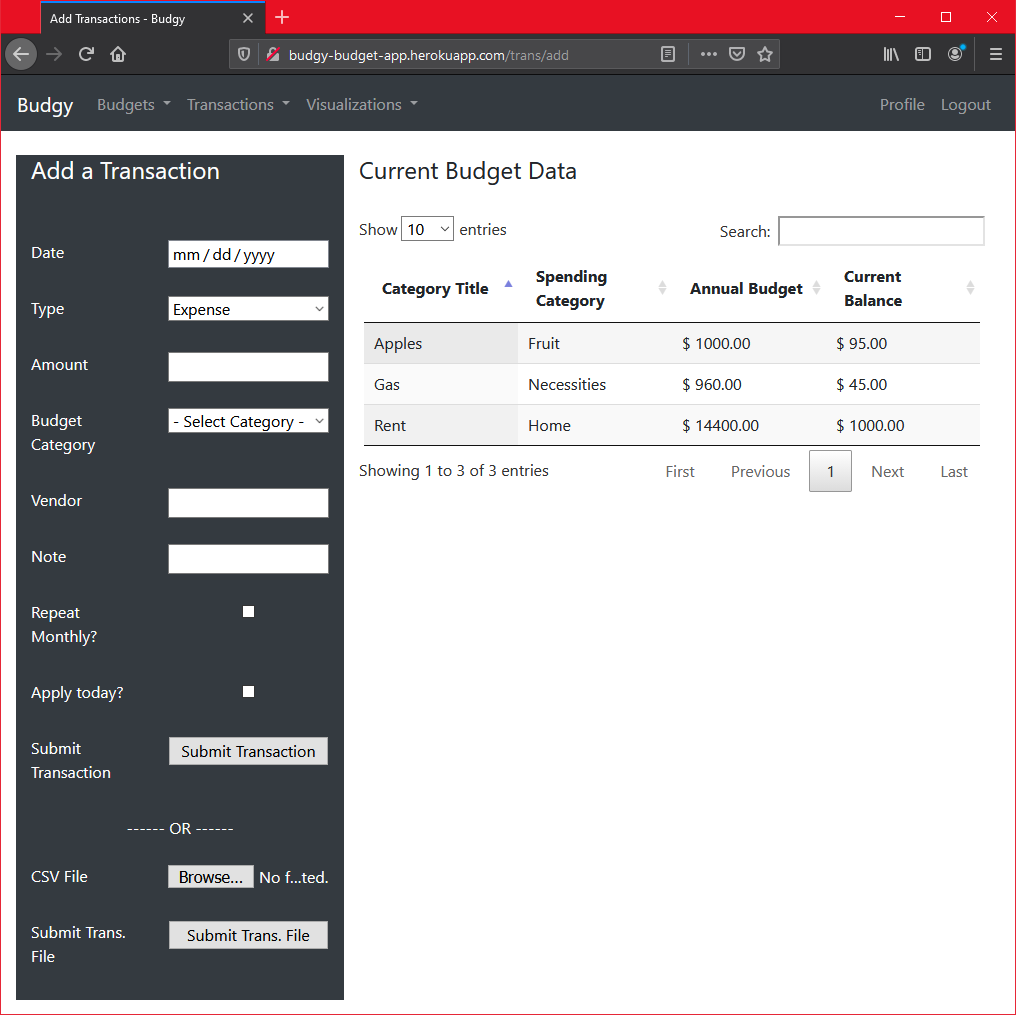 Add Transactions - Budgy
budgy-budget-app.herokuapp.com/trans/add
Budgy Budgets Transactions Visualizations Profile Logout
Add a Transaction
Date mm / dd / yyyy
Type Expense
Amount
Budget Category - Select Category -
Vendor
Note
Repeat Monthly?
Apply today?
Submit Transaction Submit Transaction
------ OR ------
CSV File Browse... No f...ted.
Submit Trans. File Submit Trans. File
Current Budget Data
Show 10 entries Search:
Category Title Spending Category Annual Budget Current Balance
Apples Fruit $ 1000.00 $ 95.00
Gas Necessities $ 960.00 $ 45.00
Rent Home $ 14400.00 $ 1000.00
Showing 1 to 3 of 3 entries First Previous 1 Next Last